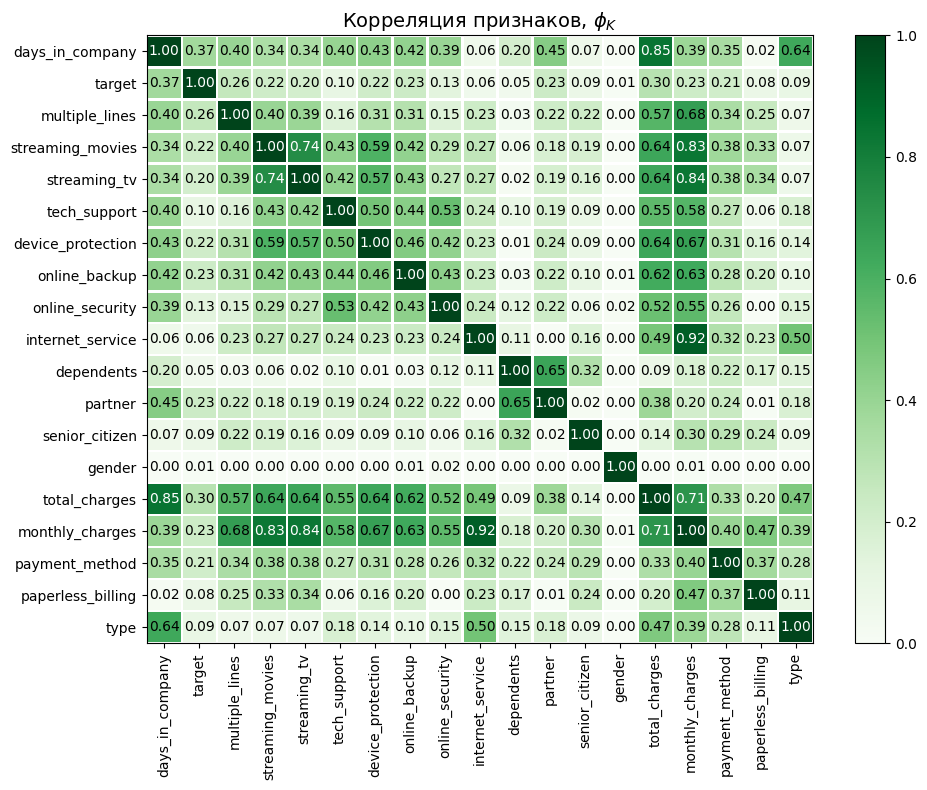 Корреляция признаков, ϕK
days_in_company 1.00 0.37 0.40 0.34 0.34 0.40 0.43 0.42 0.39 0.06 0.20 0.45 0.07 0.00 0.85 0.39 0.35 0.02 0.64
target 0.37 1.00 0.26 0.22 0.20 0.10 0.22 0.23 0.13 0.06 0.05 0.23 0.09 0.01 0.30 0.23 0.21 0.08 0.09
multiple_lines 0.40 0.26 1.00 0.40 0.39 0.16 0.31 0.31 0.15 0.23 0.03 0.22 0.22 0.00 0.57 0.68 0.34 0.25 0.07
streaming_movies 0.34 0.22 0.40 1.00 0.74 0.43 0.59 0.42 0.29 0.27 0.06 0.18 0.19 0.00 0.64 0.83 0.38 0.33 0.07
streaming_tv 0.34 0.20 0.39 0.74 1.00 0.42 0.57 0.43 0.27 0.27 0.02 0.19 0.16 0.00 0.64 0.84 0.38 0.34 0.07
tech_support 0.40 0.10 0.16 0.43 0.42 1.00 0.50 0.44 0.53 0.24 0.10 0.19 0.09 0.00 0.55 0.58 0.27 0.06 0.18
device_protection 0.43 0.22 0.31 0.59 0.57 0.50 1.00 0.46 0.42 0.23 0.01 0.24 0.09 0.00 0.64 0.67 0.31 0.16 0.14
online_backup 0.42 0.23 0.31 0.42 0.43 0.44 0.46 1.00 0.43 0.23 0.03 0.22 0.10 0.01 0.62 0.63 0.28 0.20 0.10
online_security 0.39 0.13 0.15 0.29 0.27 0.53 0.42 0.43 1.00 0.24 0.12 0.22 0.06 0.02 0.52 0.55 0.26 0.00 0.15
internet_service 0.06 0.06 0.23 0.27 0.27 0.24 0.23 0.23 0.24 1.00 0.11 0.00 0.16 0.00 0.49 0.92 0.32 0.23 0.50
dependents 0.20 0.05 0.03 0.06 0.02 0.10 0.01 0.03 0.12 0.11 1.00 0.65 0.32 0.00 0.09 0.18 0.22 0.17 0.15
partner 0.45 0.23 0.22 0.18 0.19 0.19 0.24 0.22 0.22 0.00 0.65 1.00 0.02 0.00 0.38 0.20 0.24 0.01 0.18
senior_citizen 0.07 0.09 0.22 0.19 0.16 0.09 0.09 0.10 0.06 0.16 0.32 0.02 1.00 0.00 0.14 0.30 0.29 0.24 0.09
gender 0.00 0.01 0.00 0.00 0.00 0.00 0.00 0.01 0.02 0.00 0.00 0.00 0.00 1.00 0.00 0.01 0.00 0.00 0.00
total_charges 0.85 0.30 0.57 0.64 0.64 0.55 0.64 0.62 0.52 0.49 0.09 0.38 0.14 0.00 1.00 0.71 0.33 0.20 0.47
monthly_charges 0.39 0.23 0.68 0.83 0.84 0.58 0.67 0.63 0.55 0.92 0.18 0.20 0.30 0.01 0.71 1.00 0.40 0.47 0.39
payment_method 0.35 0.21 0.34 0.38 0.38 0.27 0.31 0.28 0.26 0.32 0.22 0.24 0.29 0.00 0.33 0.40 1.00 0.37 0.28
paperless_billing 0.02 0.08 0.25 0.33 0.34 0.06 0.16 0.20 0.00 0.23 0.17 0.01 0.24 0.00 0.20 0.47 0.37 1.00 0.11
type 0.64 0.09 0.07 0.07 0.07 0.18 0.14 0.10 0.15 0.50 0.15 0.18 0.09 0.00 0.47 0.39 0.28 0.11 1.00
days_in_company
target
multiple_lines
streaming_movies
streaming_tv
tech_support
device_protection
online_backup
online_security
internet_service
dependents
partner
senior_citizen
gender
total_charges
monthly_charges
payment_method
paperless_billing
type
1.0
0.8
0.6
0.4
0.2
0.0